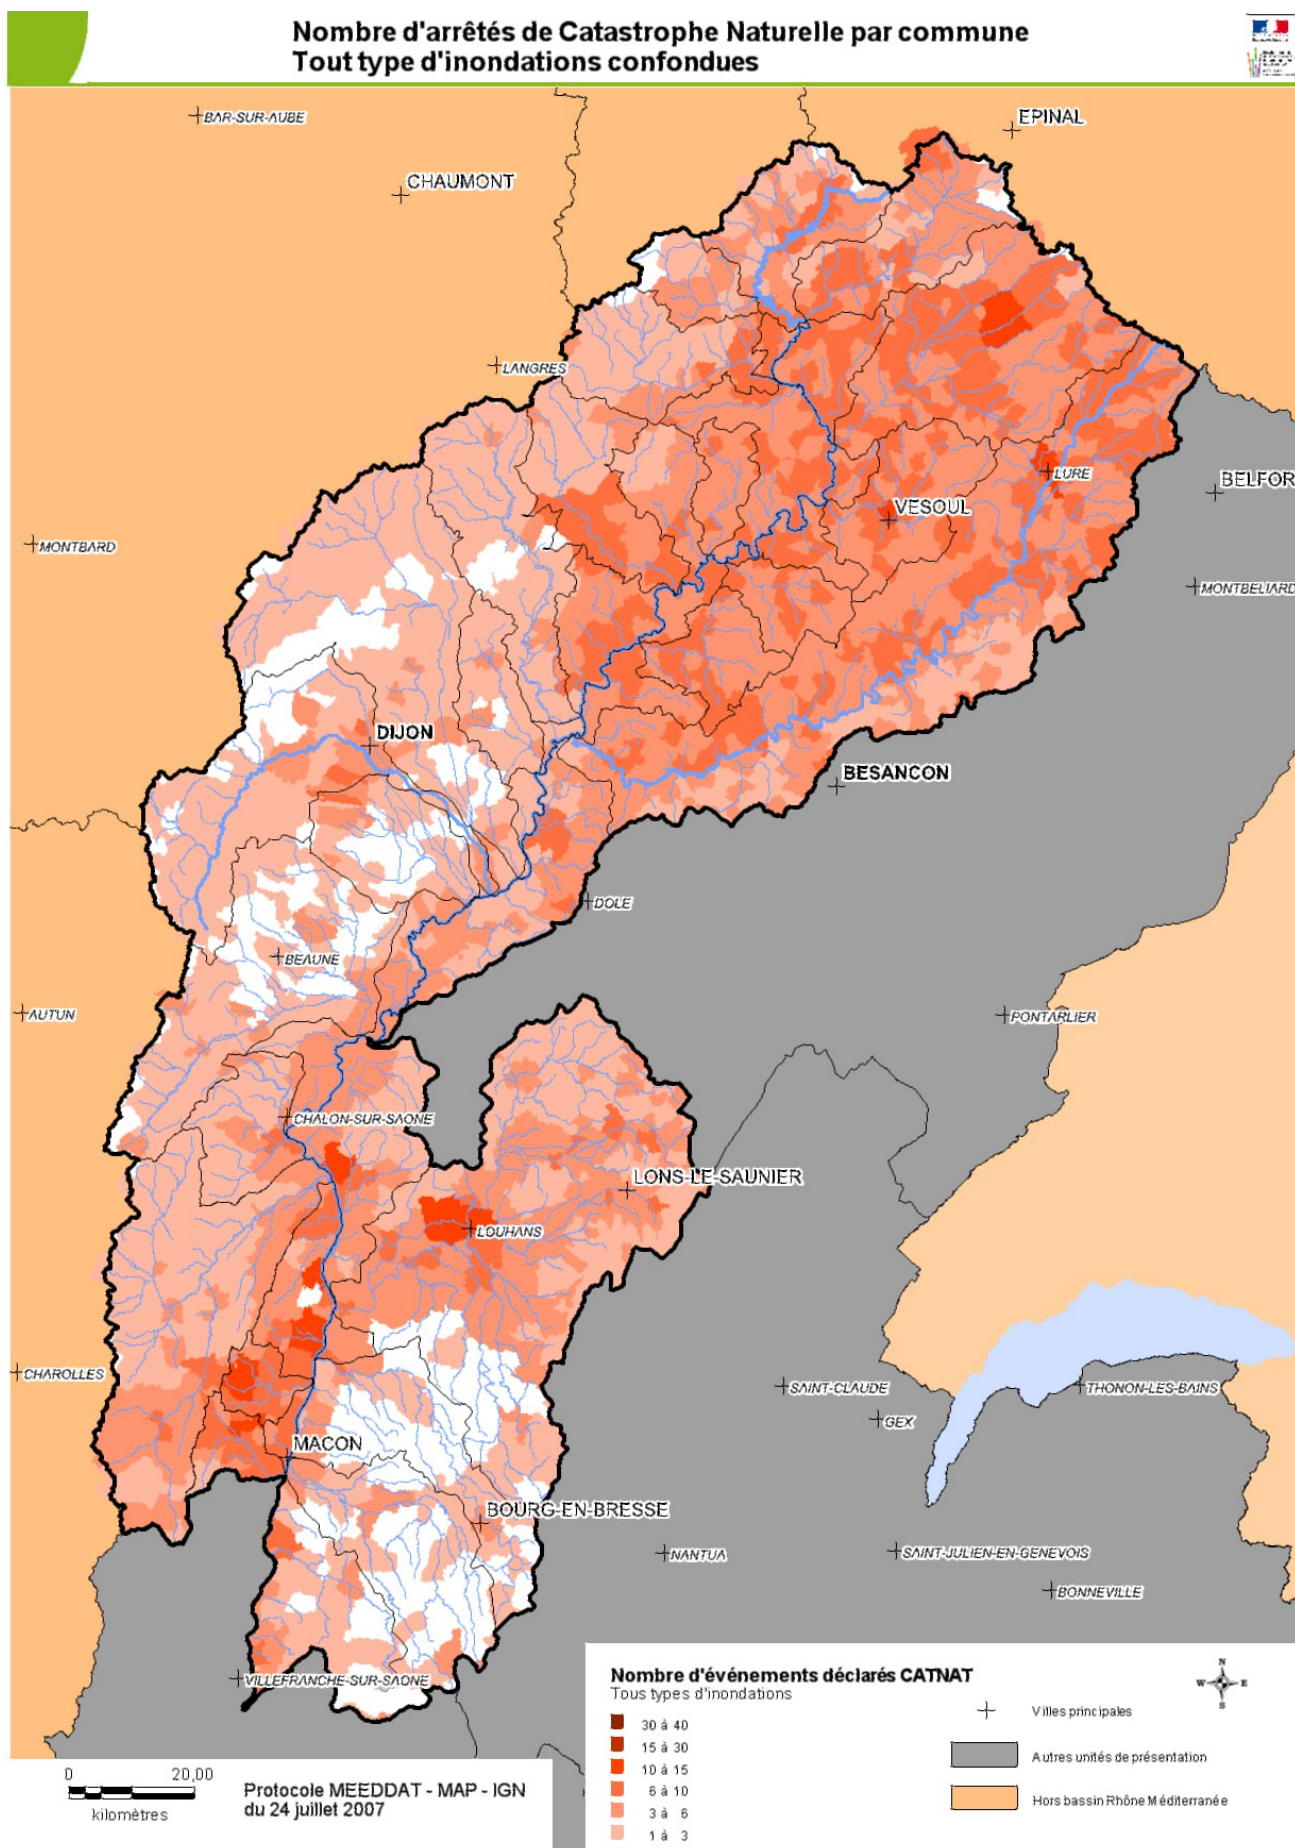 Nombre d'arrêtés de Catastrophe Naturelle par commune
Tout type d'inondations confondues
BAR-SUR-AUBE
EPINAL
CHAUMONT
LANGRES
LURE
BELFOR
VESOUL
MONTBARD
MONTBELIARD
DIJON
BESANCON
DOLE
BEAUNE
AUTUN
PONTARLIER
CHALON-SUR-SAONE
LONS-LE-SAUNIER
LOUHANS
CHAROLLES
SAINT-CLAUDE
THONON-LES-BAINS
GEX
MACON
BOURG-EN-BRESSE
NANTUA
SAINT-JULIEN-EN-GENEVOIS
BONNEVILLE
VILLEFRANCHE-SUR-SAONE
Nombre d'événements déclarés CATNAT
Tous types d'inondations
30 à 40
15 à 30
10 à 15
6 à 10
3 à 6
1 à 3
N
W E
S
Villes principales
Autres unités de présentation
Hors bassin Rhône Méditerranée
0 20,00
kilomètres
Protocole MEEDDAT - MAP - IGN
du 24 juillet 2007